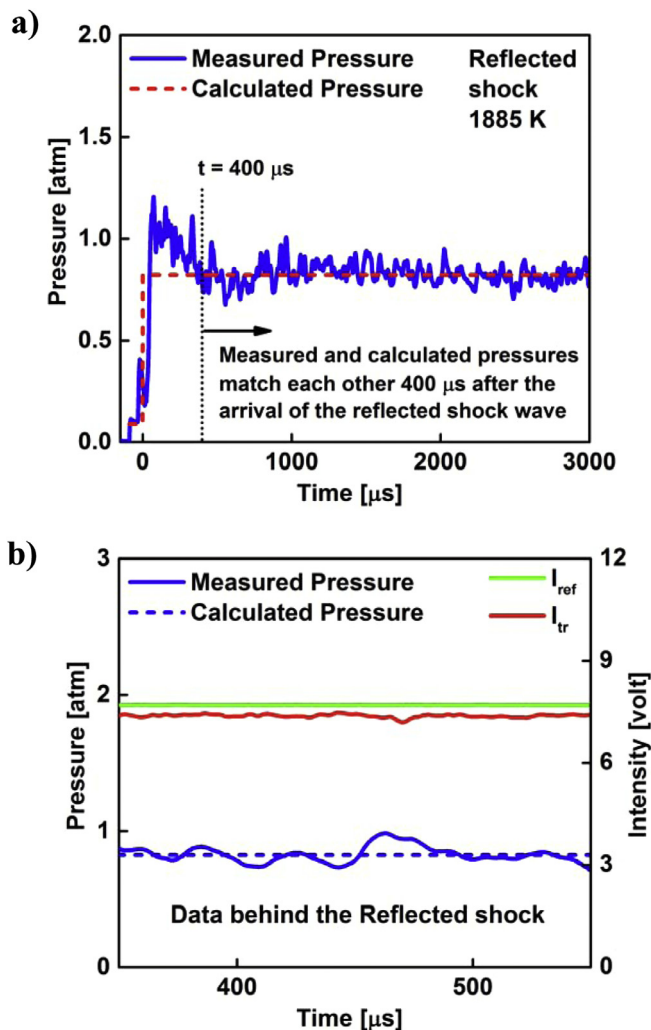 a)
2.0
1.5
1.0
0.5
0.0
Pressure [atm]
Measured Pressure
Calculated Pressure
Reflected
shock
1885 K
t = 400 μs
Measured and calculated pressures
match each other 400 μs after the
arrival of the reflected shock wave
0 1000 2000 3000
Time [μs]
b)
3
2
1
0
Pressure [atm]
Measured Pressure
Calculated Pressure
I_ref
I_tr
12
9
6
3
0
Intensity [volt]
Data behind the Reflected shock
400 500
Time [μs]